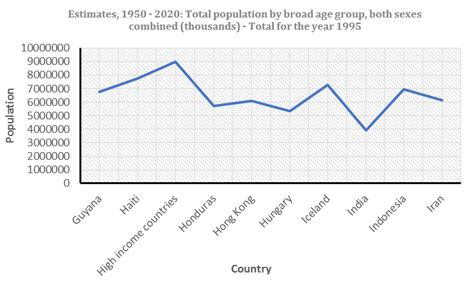 Estimates, 1950 - 2020: Total population by broad age group, both sexes
combined (thousands) - Total for the year 1995
10000000
9000000
8000000
7000000
6000000
5000000
4000000
3000000
2000000
1000000
0
Population
Guyana
Haiti
High income countries
Honduras
Hong Kong
Hungary
Iceland
India
Indonesia
Iran
Country